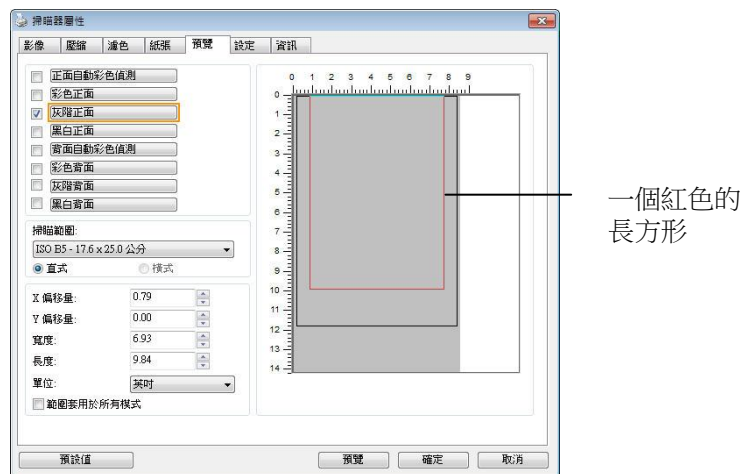 掃瞄器屬性
影像 壓縮 濾色 紙張 預覽 設定 資訊
正面自動彩色偵測
彩色正面
灰階正面
黑白正面
背面自動彩色偵測
彩色背面
灰階背面
黑白背面
掃瞄範圍:
ISO B5 - 17.6 x 25.0 公分
直式 橫式
X 偏移量: 0.79
Y 偏移量: 0.00
寬度: 6.93
長度: 9.84
單位: 英吋
範圍套用於所有模式
0 1 2 3 4 5 6 7 8 9
0
1
2
3
4
5
6
7
8
9
10
11
12
13
14
一個紅色的
長方形
預設值 預覽 確定 取消